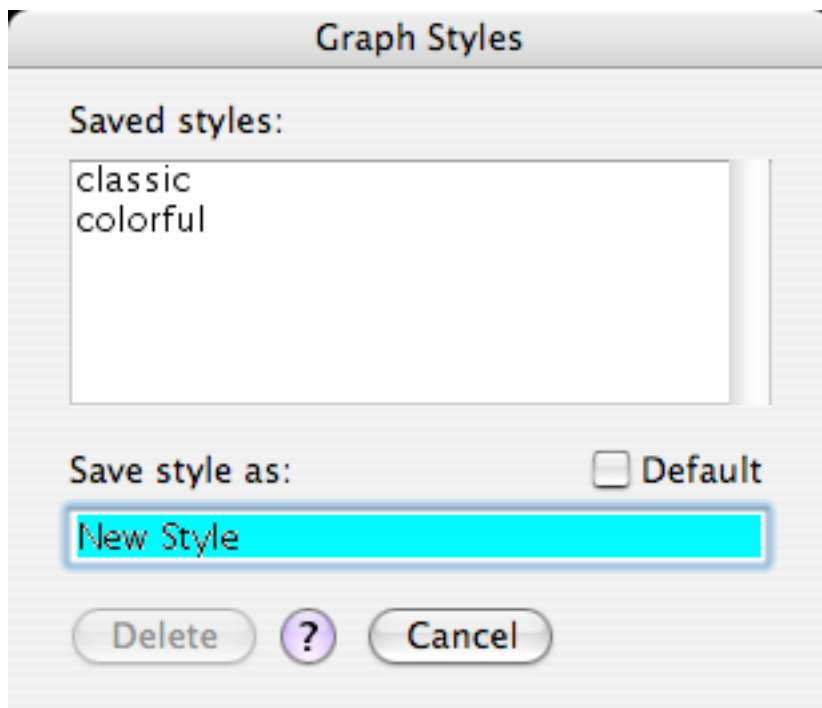 Graph Styles
Saved styles:
classic
colorful
Save style as:
Default
New Style
Delete ? Cancel